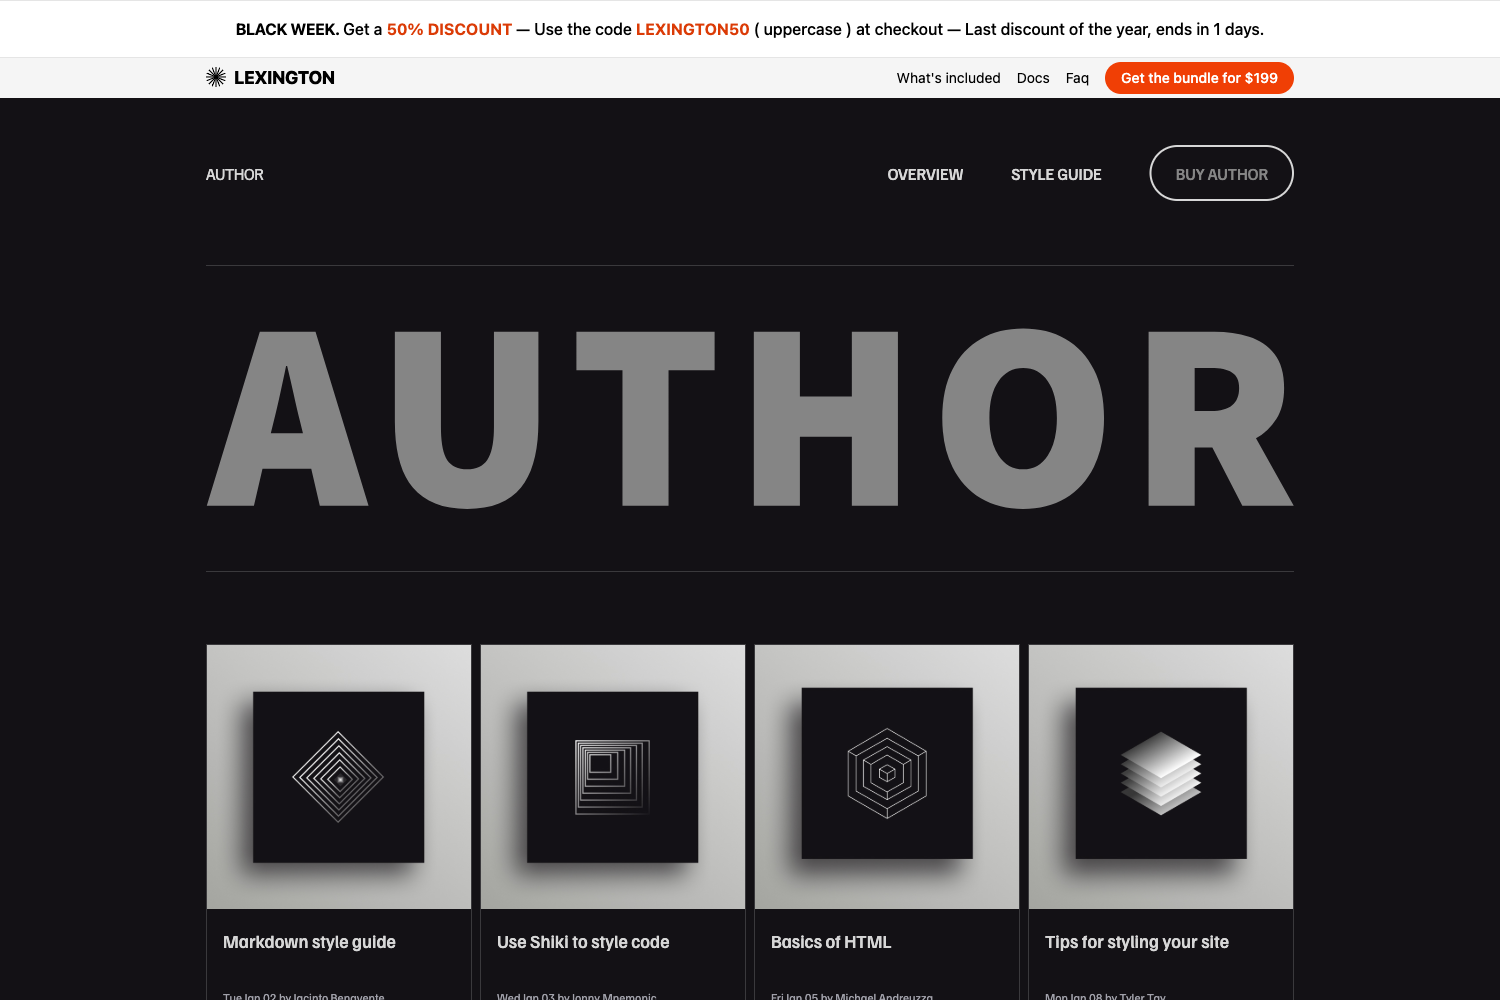 BLACK WEEK. Get a 50% DISCOUNT — Use the code LEXINGTON50 ( uppercase ) at checkout — Last discount of the year, ends in 1 days.
LEXINGTON What's included Docs Faq Get the bundle for $199
AUTHOR OVERVIEW STYLE GUIDE BUY AUTHOR
AUTHOR
Markdown style guide
Use Shiki to style code
Basics of HTML
Tips for styling your site
Tue Jan 02 by Jacinto Benavente
Wed Jan 03 by Jonny Mnemonic
Fri Jan 05 by Michael Andreuzza
Mon Jan 08 by Tyler Tay